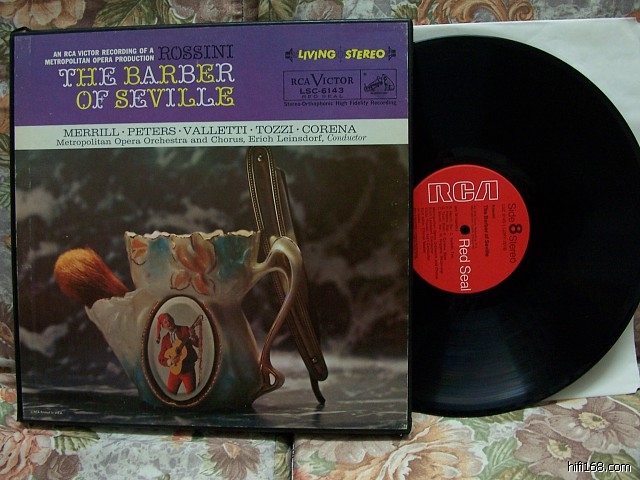 AN RCA VICTOR RECORDING OF A
METROPOLITAN OPERA PRODUCTION
ROSSINI
THE BARBER
OF SEVILLE
LIVING STEREO
RCA VICTOR
LSC-6143
RED SEAL
Stereo-Orthophonic High Fidelity Recording
MERRILL · PETERS · VALLETTI · TOZZI · CORENA
Metropolitan Opera Orchestra and Chorus, Erich Leinsdorf, Conductor
RCA
Side 8 Stereo
The Barber of Seville
Red Seal
hifi168.com